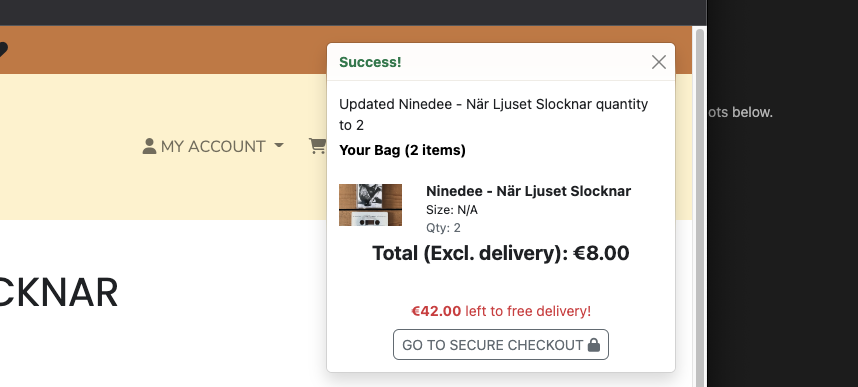 Success!
Updated Ninedee - När Ljuset Slocknar quantity
to 2
Your Bag (2 items)
ots below.
MY ACCOUNT
Ninedee - När Ljuset Slocknar
Size: N/A
Qty: 2
Total (Excl. delivery): €8.00
CKNAR
€42.00 left to free delivery!
GO TO SECURE CHECKOUT